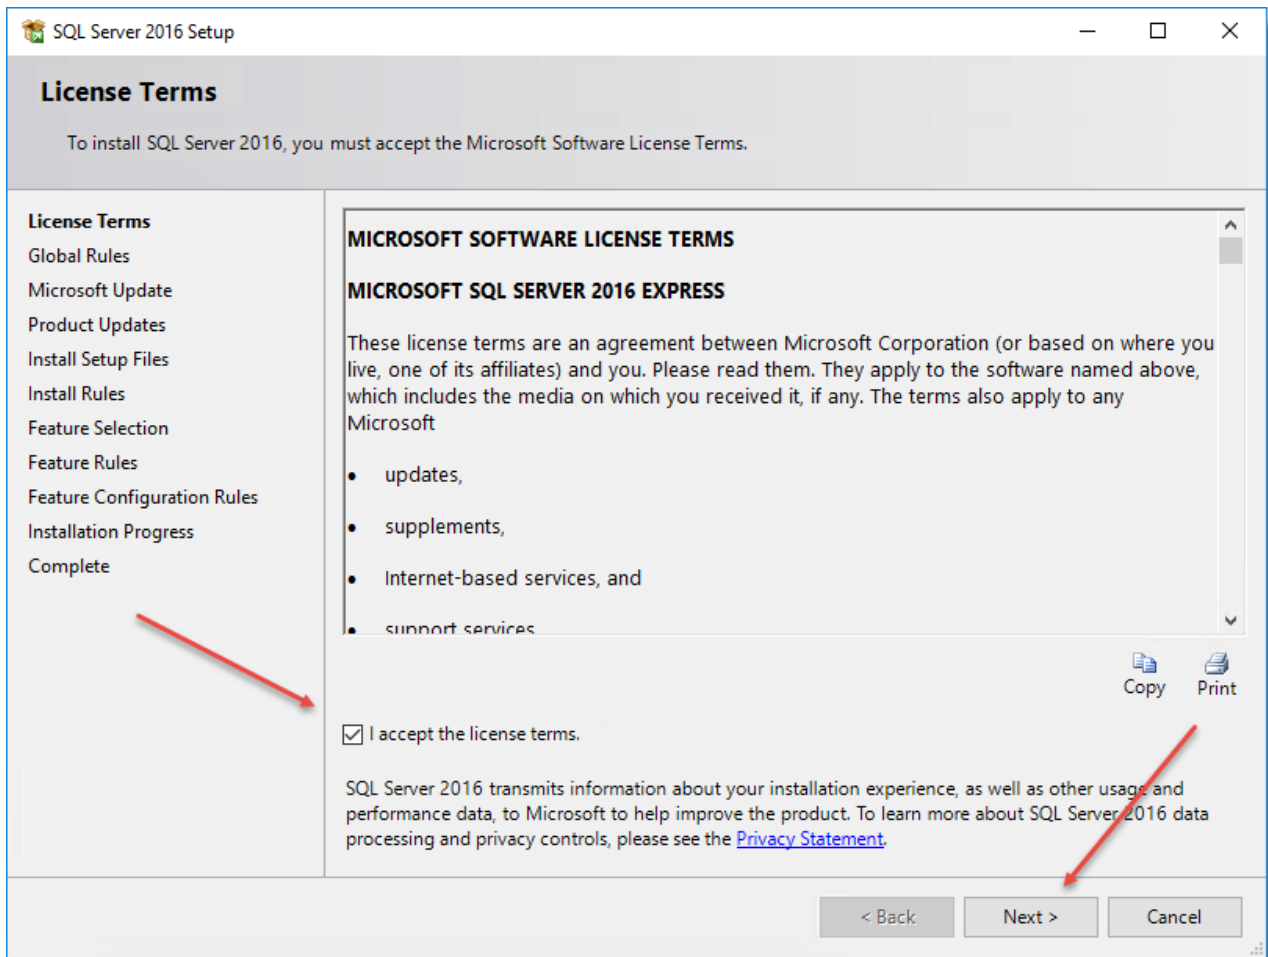 SQL Server 2016 Setup
License Terms
To install SQL Server 2016, you must accept the Microsoft Software License Terms.
License Terms
Global Rules
Microsoft Update
Product Updates
Install Setup Files
Install Rules
Feature Selection
Feature Rules
Feature Configuration Rules
Installation Progress
Complete
MICROSOFT SOFTWARE LICENSE TERMS
MICROSOFT SQL SERVER 2016 EXPRESS
These license terms are an agreement between Microsoft Corporation (or based on where you
live, one of its affiliates) and you. Please read them. They apply to the software named above,
which includes the media on which you received it, if any. The terms also apply to any
Microsoft
• updates,
• supplements,
• Internet-based services, and
• support services
Copy
Print
I accept the license terms.
SQL Server 2016 transmits information about your installation experience, as well as other usage and
performance data, to Microsoft to help improve the product. To learn more about SQL Server 2016 data
processing and privacy controls, please see the Privacy Statement.
< Back
Next >
Cancel